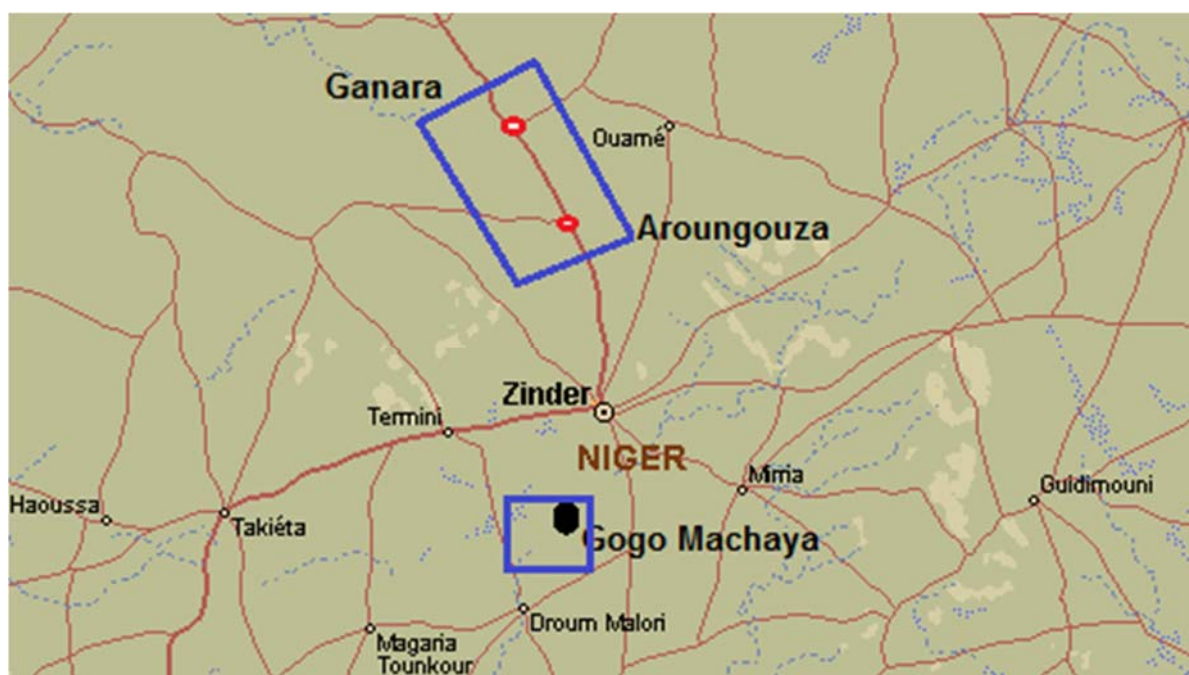 Ganara
Ouamé
Aroungouza
Zinder
Termini
NIGER
Mirria
Guidimouni
Haoussa
Takiéta
Gogo Machaya
Droum Malori
Magaria
Tounkour